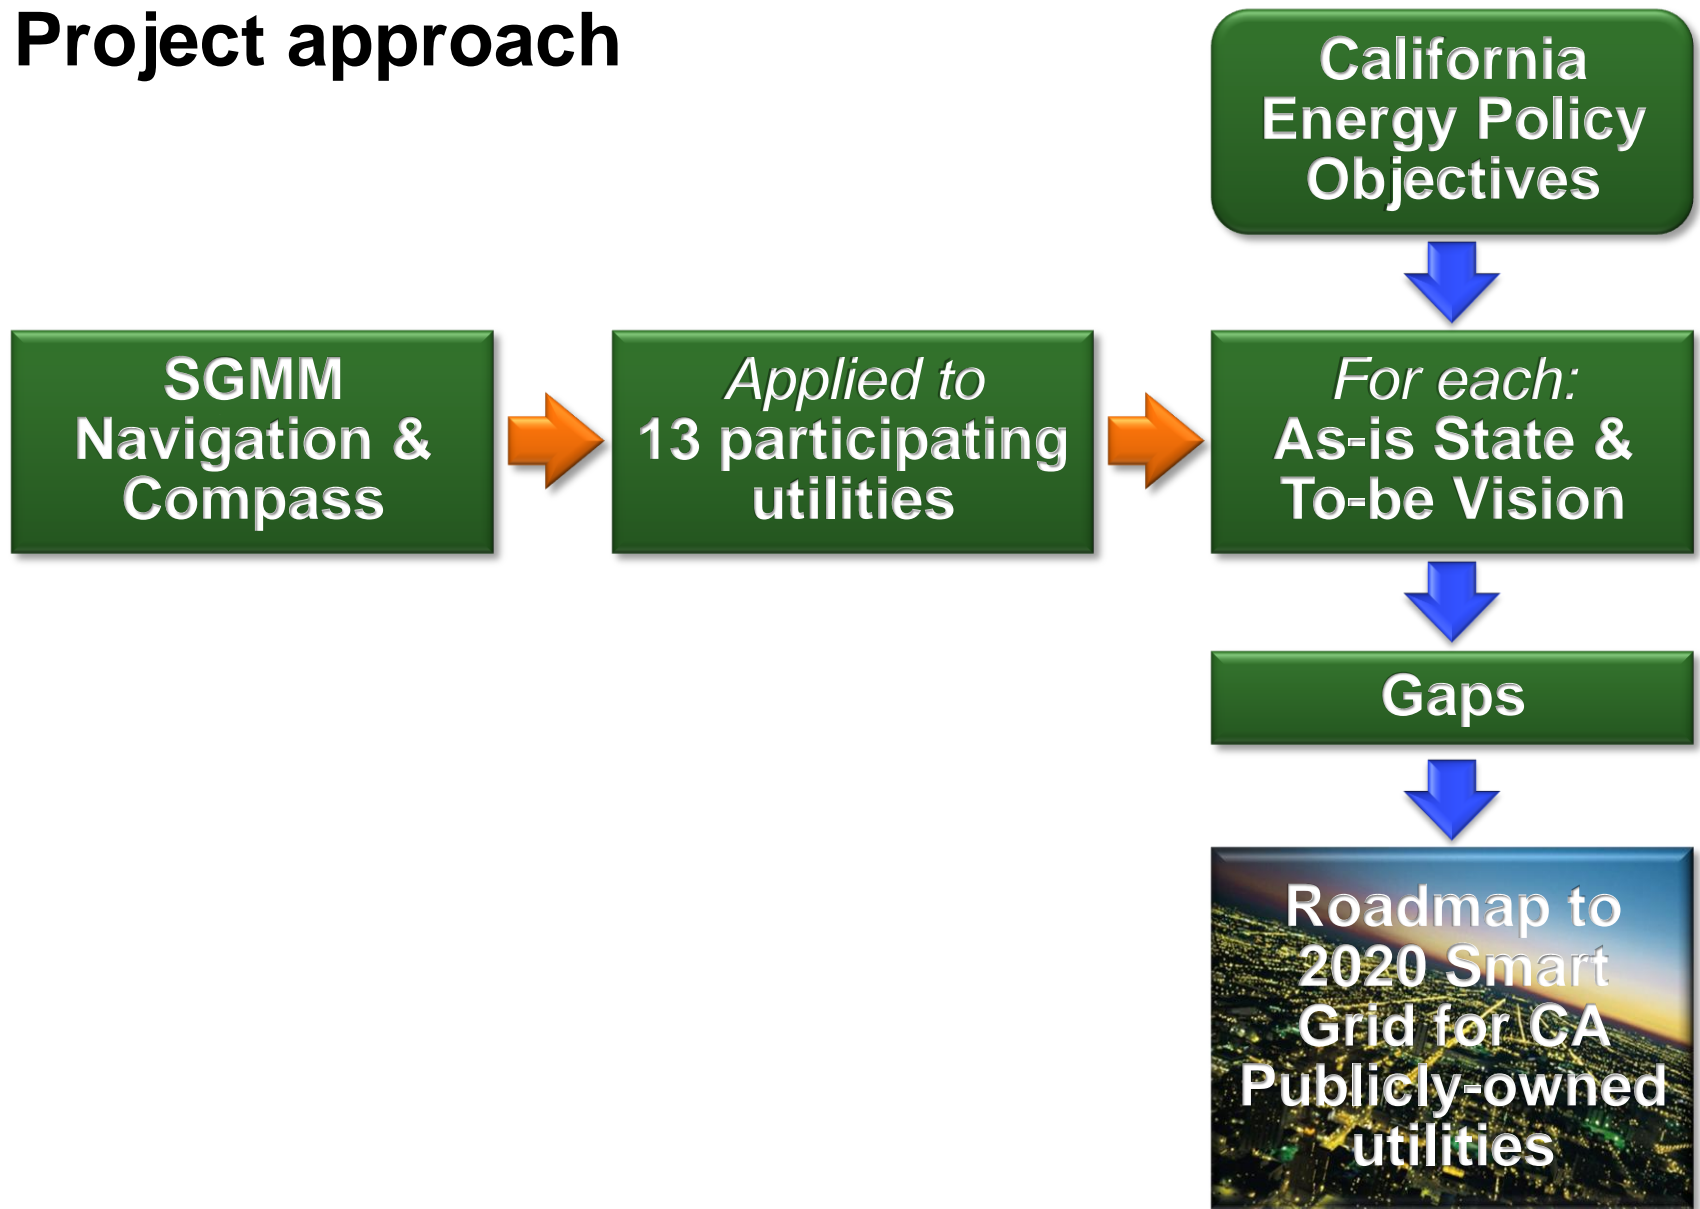 Project approach
California
Energy Policy
Objectives
SGMM
Navigation &
Compass
Applied to
13 participating
utilities
For each:
As-is State &
To-be Vision
Gaps
Roadmap to
2020 Smart
Grid for CA
Publicly-owned
utilities